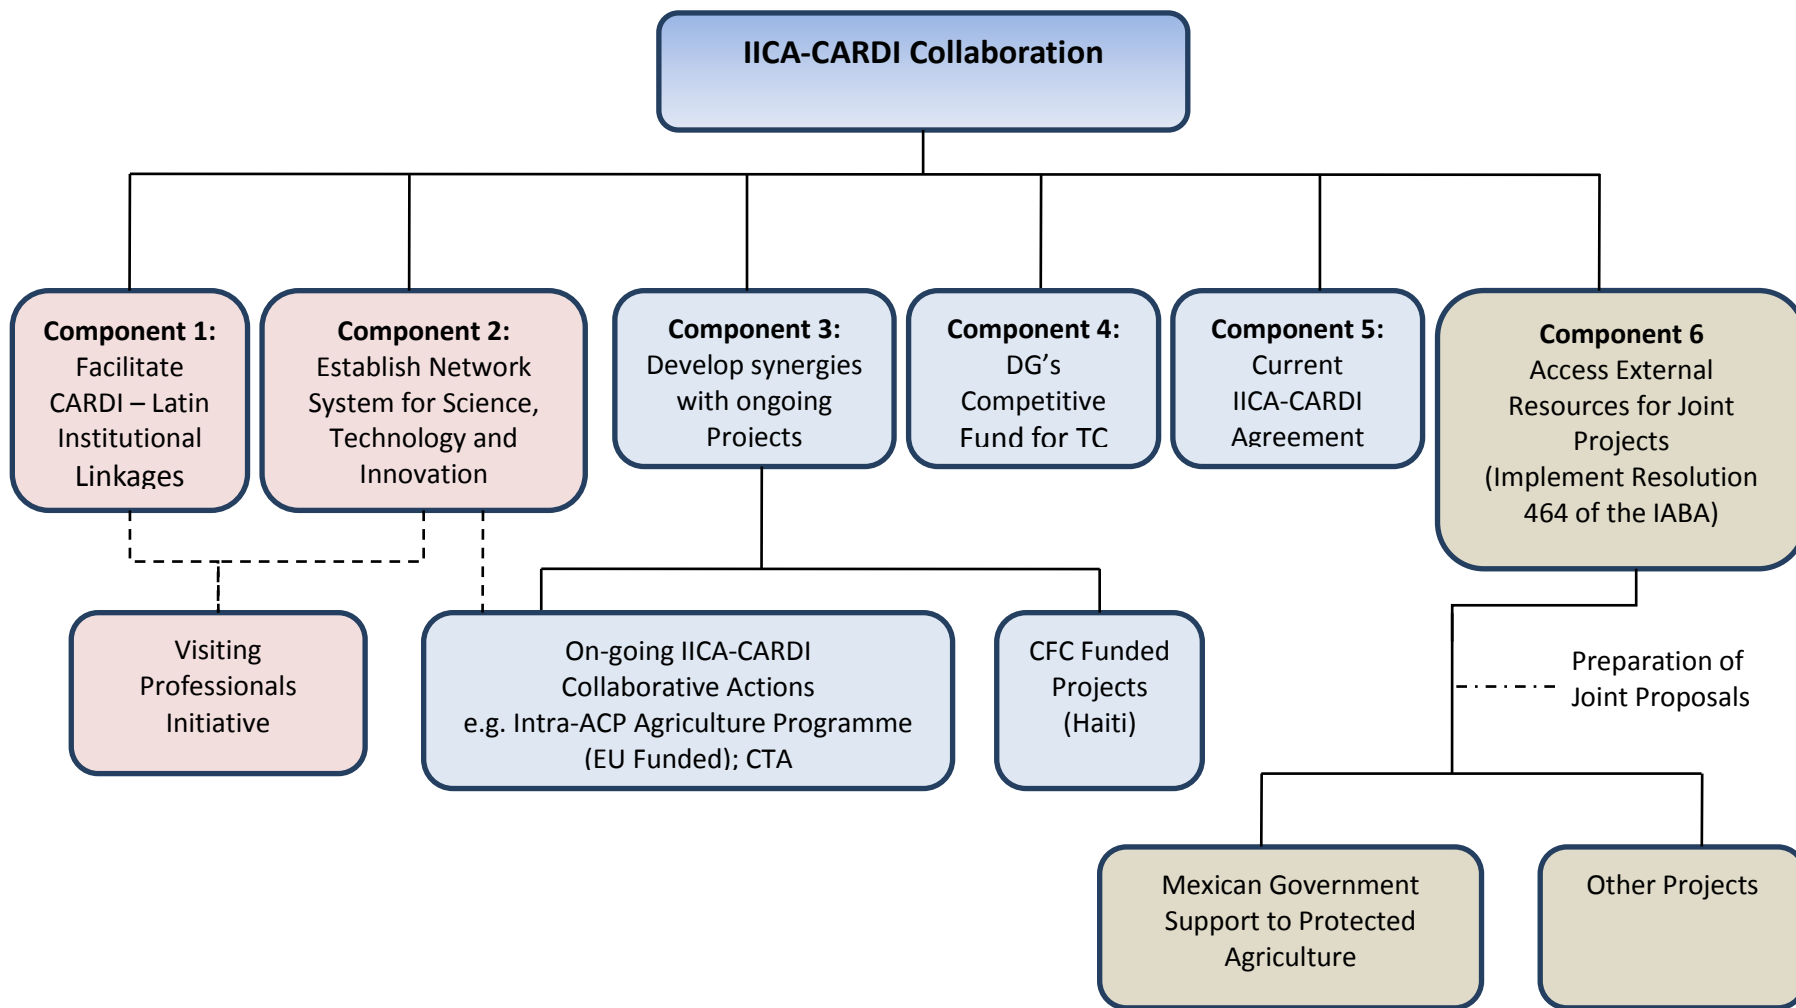 IICA-CARDI Collaboration
Component 1:
Facilitate
CARDI – Latin
Institutional
Linkages
Component 2:
Establish Network
System for Science,
Technology and
Innovation
Component 3:
Develop synergies
with ongoing
Projects
Component 4:
DG’s
Competitive
Fund for TC
Component 5:
Current
IICA-CARDI
Agreement
Component 6
Access External
Resources for Joint
Projects
(Implement Resolution
464 of the IABA)
Visiting
Professionals
Initiative
On-going IICA-CARDI
Collaborative Actions
e.g. Intra-ACP Agriculture Programme
(EU Funded); CTA
CFC Funded
Projects
(Haiti)
Preparation of
Joint Proposals
Mexican Government
Support to Protected
Agriculture
Other Projects